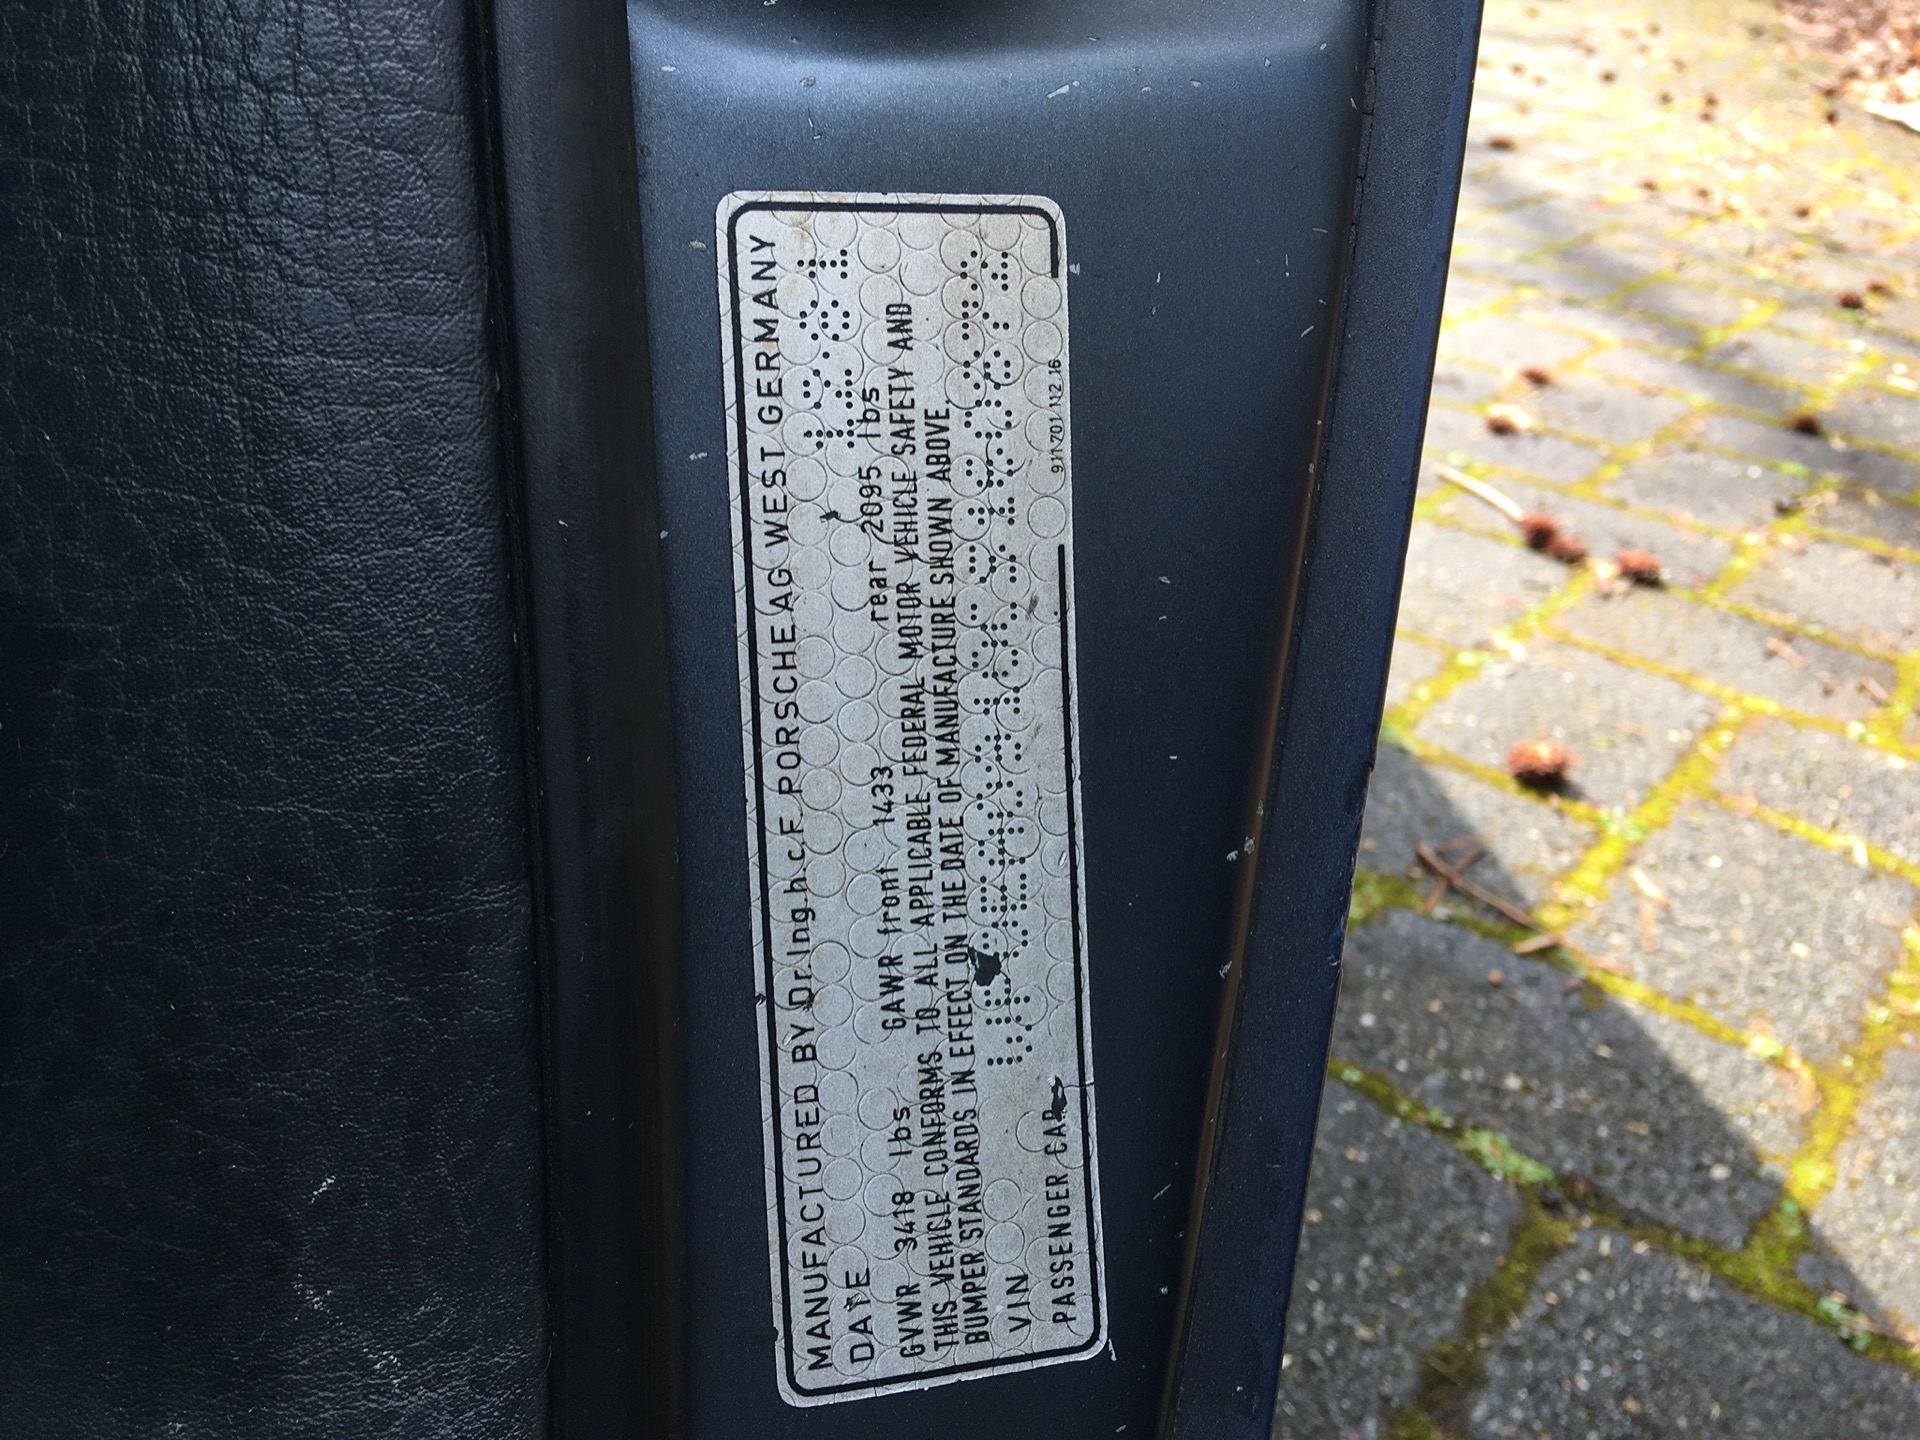 MANUFACTURED BY Dr. Ing. h. c. F. PORSCHE AG WEST GERMANY
DATE 12.81
GVWR 3418 lbs GAWR front 1433 rear 2095 lbs
THIS VEHICLE CONFORMS TO ALL APPLICABLE FEDERAL MOTOR VEHICLE SAFETY AND
BUMPER STANDARDS IN EFFECT ON THE DATE OF MANUFACTURE SHOWN ABOVE.
VIN
PASSENGER CAR
911 701 112 16